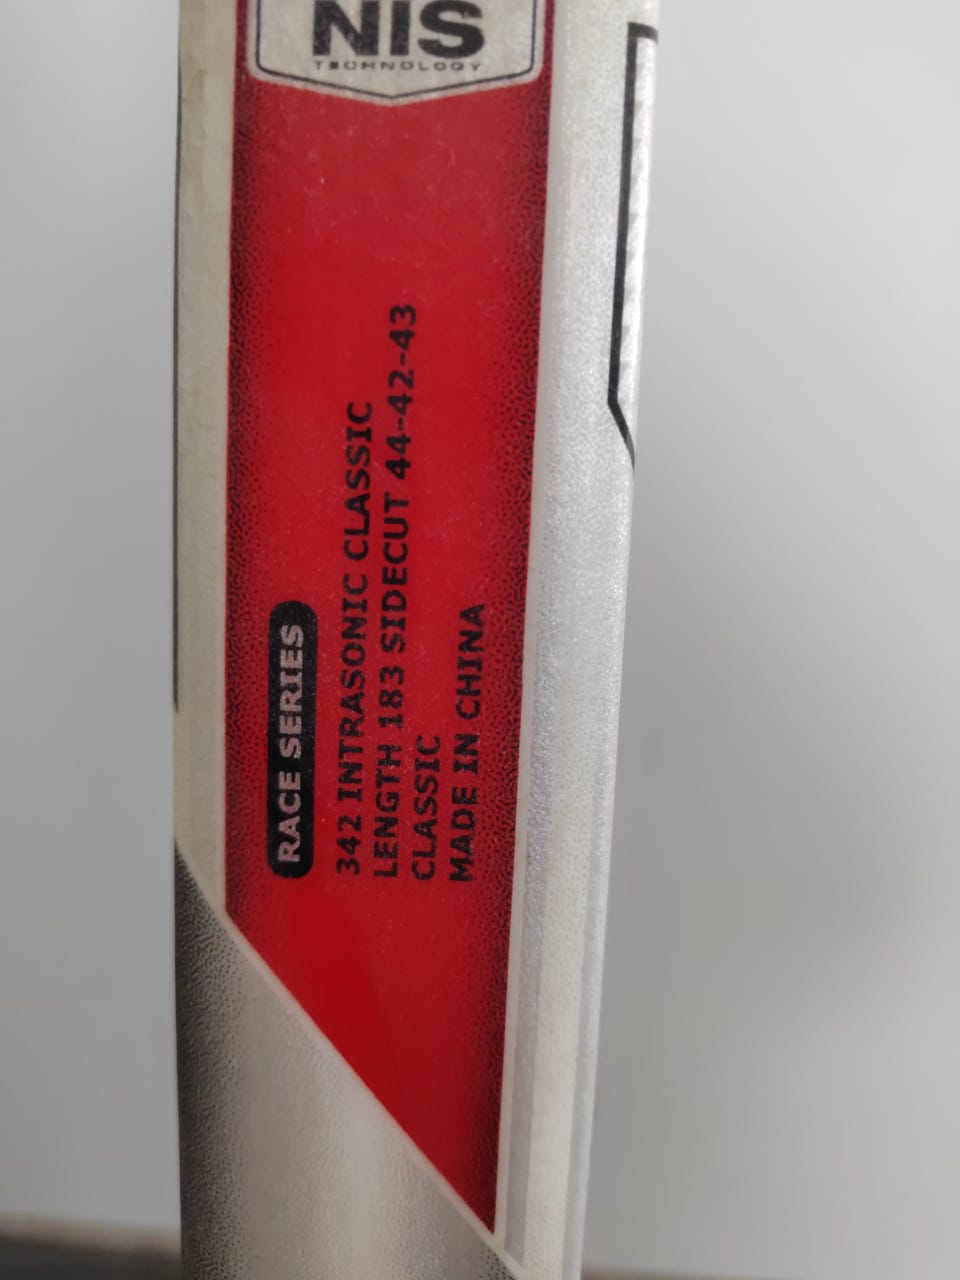 NIS
TECHNOLOGY
RACE SERIES
342 INTRASONIC CLASSIC
LENGTH 183 SIDECUT 44-42-43
CLASSIC
MADE IN CHINA